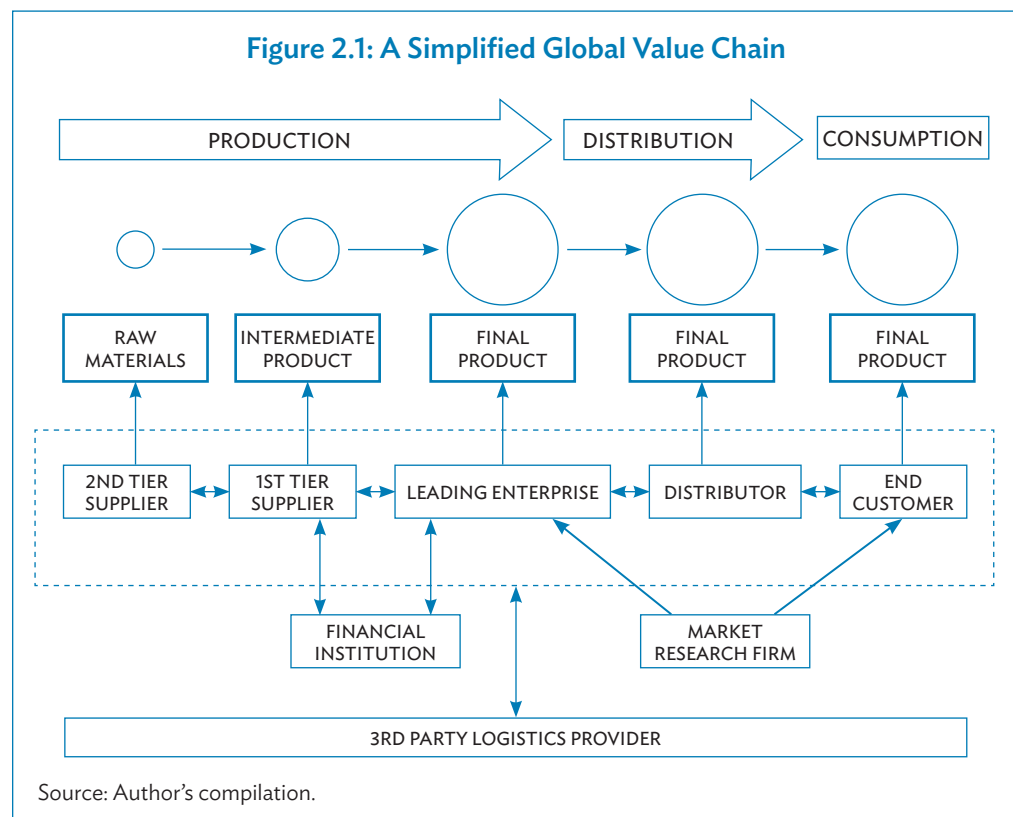 Figure 2.1: A Simplified Global Value Chain
PRODUCTION
DISTRIBUTION
CONSUMPTION
RAW
MATERIALS
INTERMEDIATE
PRODUCT
FINAL
PRODUCT
FINAL
PRODUCT
FINAL
PRODUCT
2ND TIER
SUPPLIER
1ST TIER
SUPPLIER
LEADING ENTERPRISE
DISTRIBUTOR
END
CUSTOMER
FINANCIAL
INSTITUTION
MARKET
RESEARCH FIRM
3RD PARTY LOGISTICS PROVIDER
Source: Author's compilation.